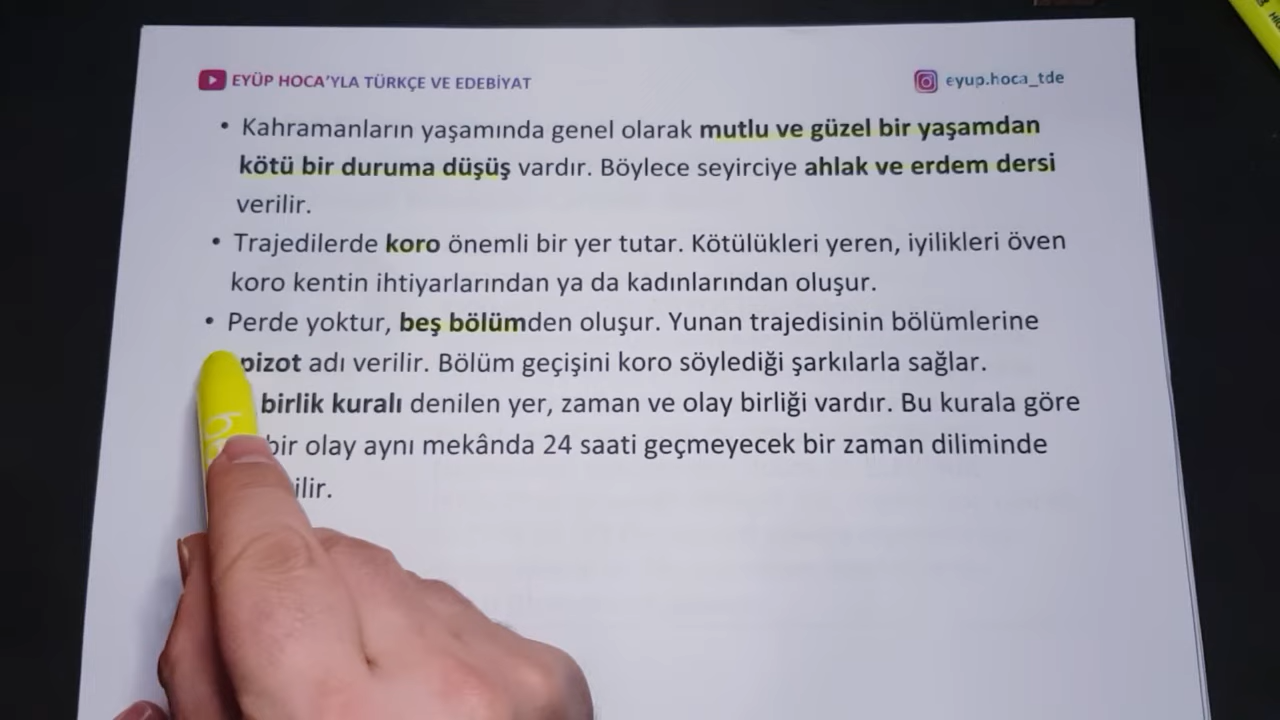 EYÜP HOCA'YLA TÜRKÇE VE EDEBİYAT
eyup.hoca_tde
• Kahramanların yaşamında genel olarak mutlu ve güzel bir yaşamdan
kötü bir duruma düşüş vardır. Böylece seyirciye ahlak ve erdem dersi
verilir.
• Trajedilerde koro önemli bir yer tutar. Kötülükleri yeren, iyilikleri öven
koro kentin ihtiyarlarından ya da kadınlarından oluşur.
• Perde yoktur, beş bölümden oluşur. Yunan trajedisinin bölümlerine
adı verilir. Bölüm geçişini koro söylediği şarkılarla sağlar.
birlik kuralı denilen yer, zaman ve olay birliği vardır. Bu kurala göre
bir olay aynı mekânda 24 saati geçmeyecek bir zaman diliminde